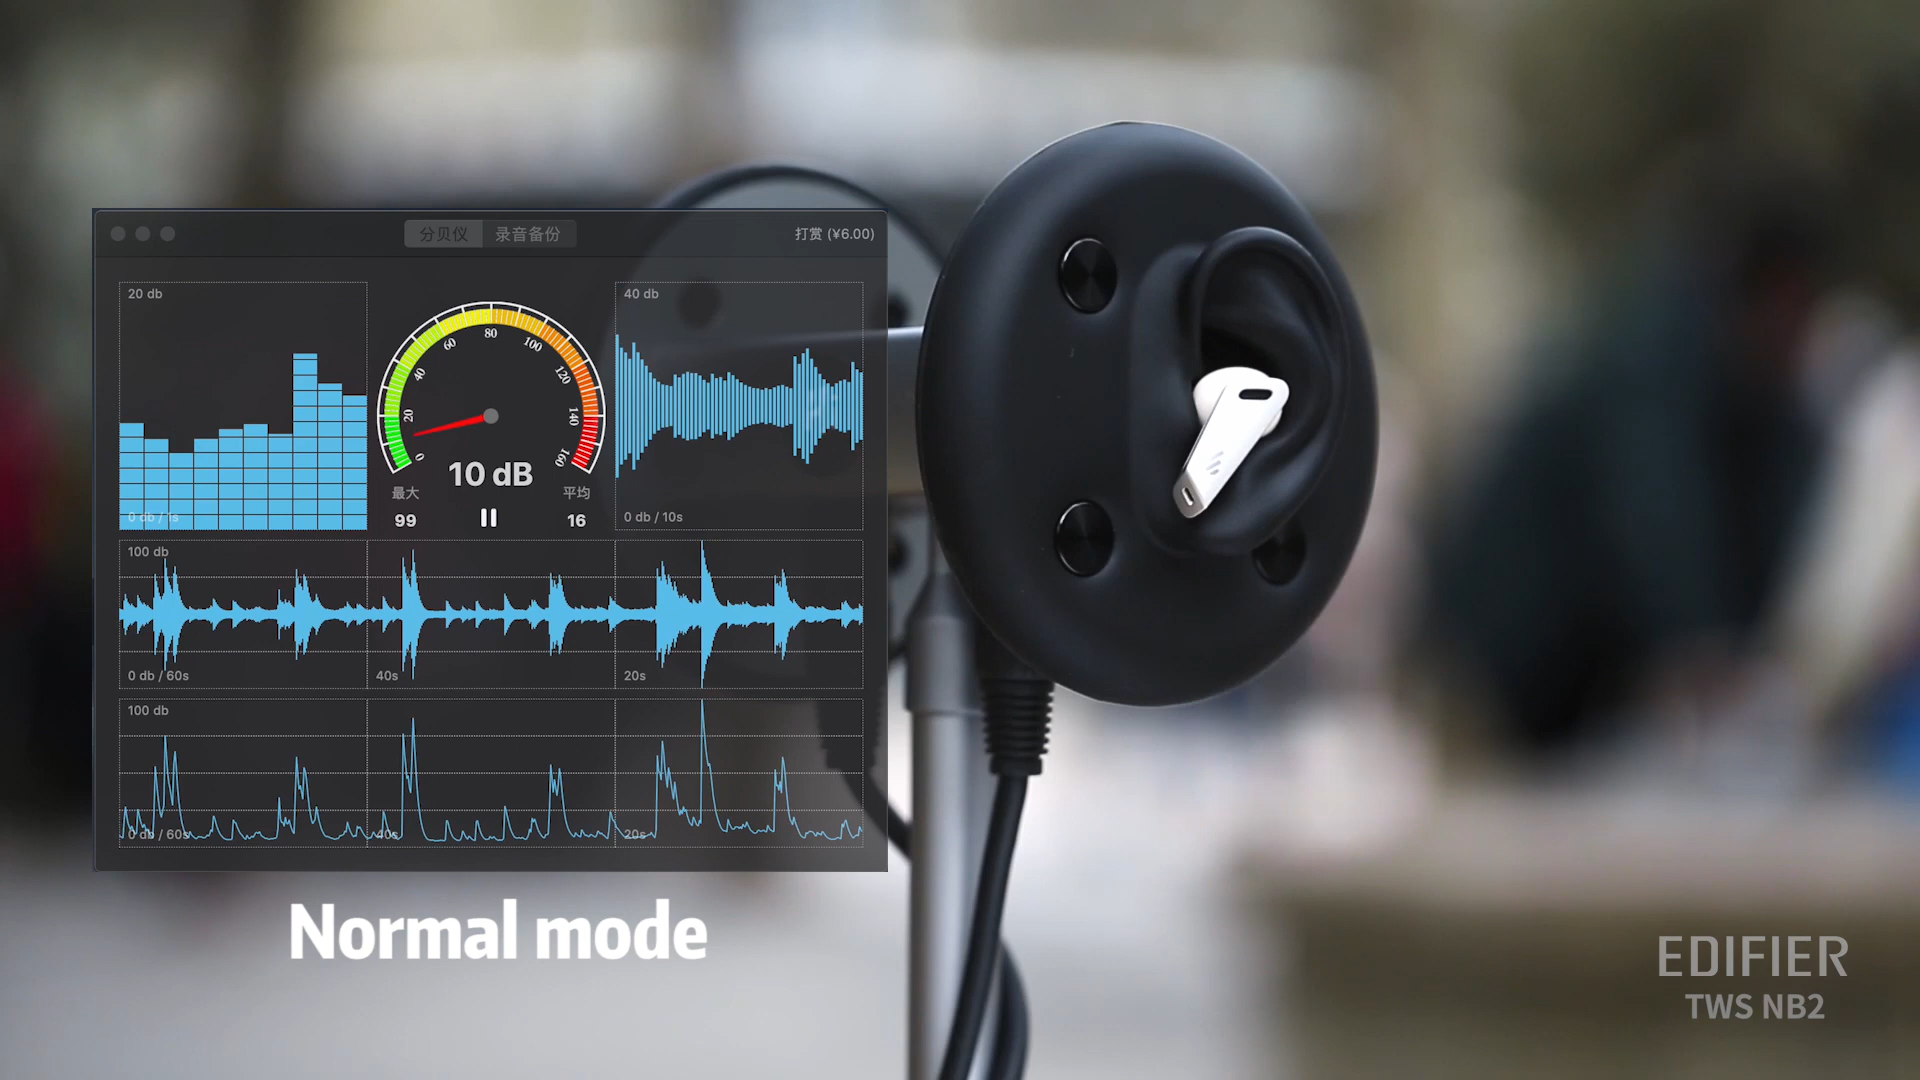 分贝仪 录音备份 打赏 (¥6.00)
20 db
0 db / 1s
0 20 40 60 80 100 120 140 160
10 dB
最大
99
平均
16
40 db
0 db / 10s
100 db
0 db / 60s 40s 20s
100 db
0 db / 60s 40s 20s
Normal mode
EDIFIER
TWS NB2